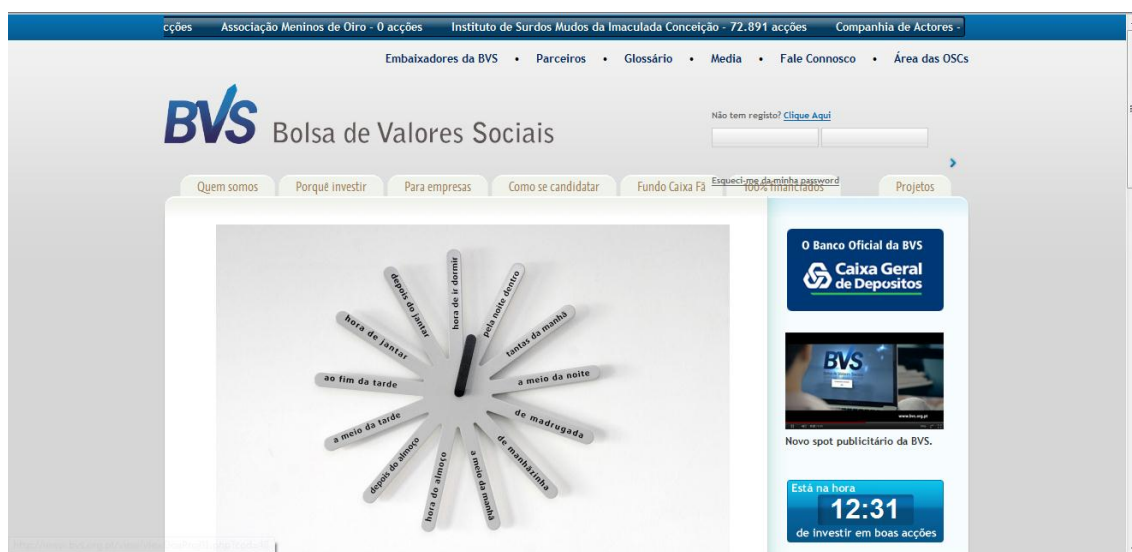 cções Associação Meninos de Oiro - 0 acções Instituto de Surdos Mudos da Imaculada Conceição - 72.891 acções Companhia de Actores -
Embaixadores da BVS • Parceiros • Glossário • Media • Fale Connosco • Área das OSCs
BVS Bolsa de Valores Sociais
Não tem registo? Clique Aqui
Esqueci-me da minha password
Quem somos Porquê investir Para empresas Como se candidatar Fundo Caixa Fã 100% financiados Projetos
hora de ir dormir
pela noite dentro
tantas da manhã
a meio da noite
de madrugada
de manhãzinha
a meio da manhã
hora do almoço
depois do almoço
a meio da tarde
ao fim da tarde
hora de jantar
depois do jantar
O Banco Oficial da BVS
Caixa Geral
de Depositos
BVS
www.bvs.org.pt
Novo spot publicitário da BVS.
Está na hora
12:31
de investir em boas acções